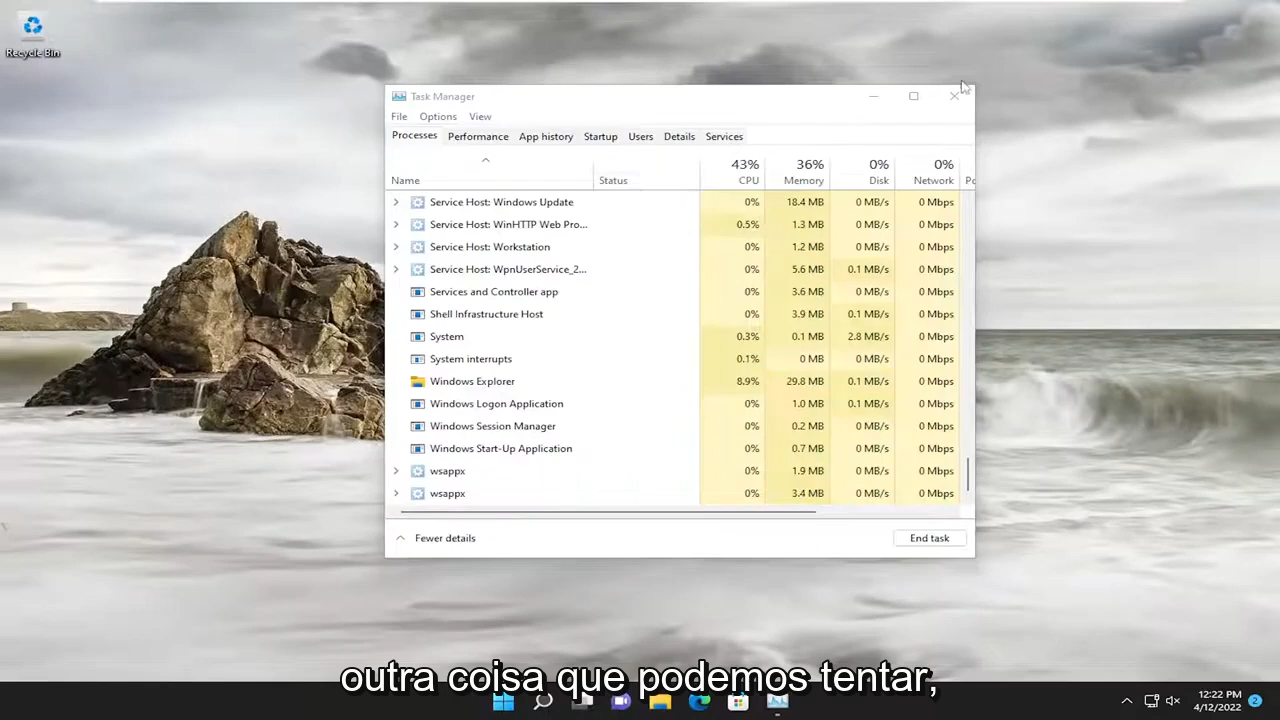 Recycle Bin
Task Manager
File Options View
Processes Performance App history Startup Users Details Services
43% 36% 0% 0%
Name Status CPU Memory Disk Network Po
Service Host: Windows Update 0% 18.4 MB 0 MB/s 0 Mbps
Service Host: WinHTTP Web Pro... 0.5% 1.3 MB 0 MB/s 0 Mbps
Service Host: Workstation 0% 1.2 MB 0 MB/s 0 Mbps
Service Host: WpnUserService_2... 0% 5.6 MB 0.1 MB/s 0 Mbps
Services and Controller app 0% 3.6 MB 0 MB/s 0 Mbps
Shell Infrastructure Host 0% 3.9 MB 0.1 MB/s 0 Mbps
System 0.3% 0.1 MB 2.8 MB/s 0 Mbps
System interrupts 0.1% 0 MB 0 MB/s 0 Mbps
Windows Explorer 8.9% 29.8 MB 0.1 MB/s 0 Mbps
Windows Logon Application 0% 1.0 MB 0.1 MB/s 0 Mbps
Windows Session Manager 0% 0.2 MB 0 MB/s 0 Mbps
Windows Start-Up Application 0% 0.7 MB 0 MB/s 0 Mbps
wsappx 0% 1.9 MB 0 MB/s 0 Mbps
wsappx 0% 3.4 MB 0 MB/s 0 Mbps
Fewer details End task
outra coisa que podemos tentar,
12:22 PM
4/12/2022 2